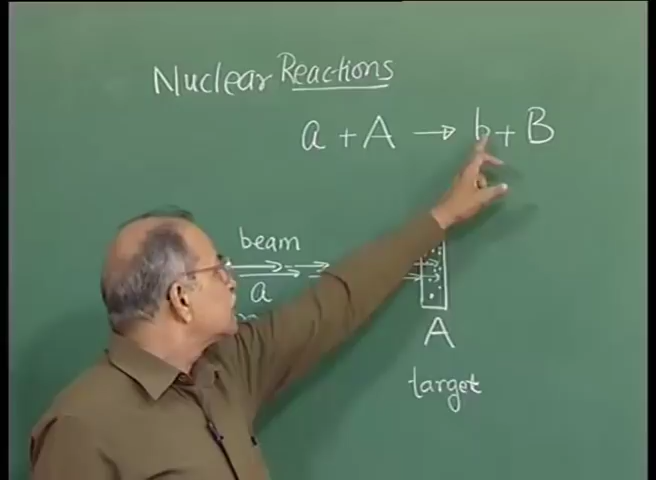 Nuclear Reactions
a + A → b + B
beam
a
A
target